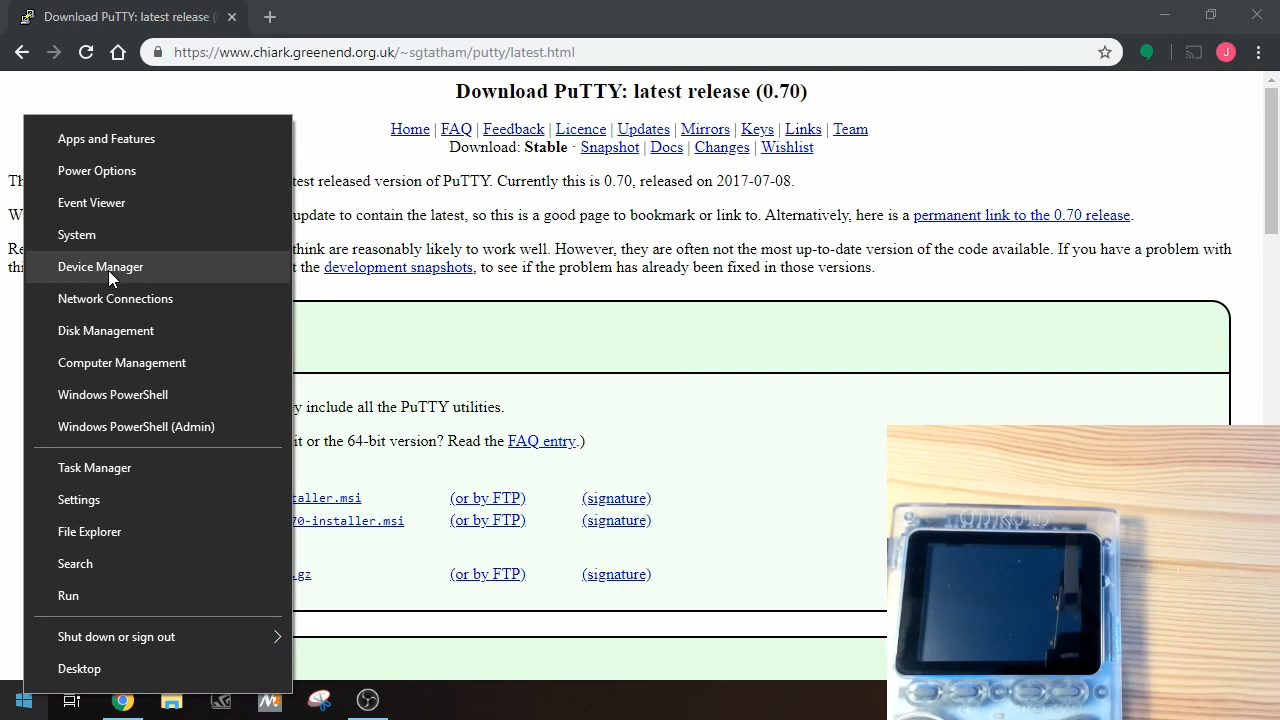 Download PuTTY: latest release (
https://www.chiark.greenend.org.uk/~sgtatham/putty/latest.html
J
Download PuTTY: latest release (0.70)
Home | FAQ | Feedback | Licence | Updates | Mirrors | Keys | Links | Team
Download: Stable · Snapshot | Docs | Changes | Wishlist
test released version of PuTTY. Currently this is 0.70, released on 2017-07-08.
update to contain the latest, so this is a good page to bookmark or link to. Alternatively, here is a permanent link to the 0.70 release.
think are reasonably likely to work well. However, they are often not the most up-to-date version of the code available. If you have a problem with
thi t the development snapshots, to see if the problem has already been fixed in those versions.
y include all the PuTTY utilities.
it or the 64-bit version? Read the FAQ entry.)
taller.msi (or by FTP) (signature)
70-installer.msi (or by FTP) (signature)
.gz (or by FTP) (signature)
Apps and Features
Power Options
Event Viewer
System
Device Manager
Network Connections
Disk Management
Computer Management
Windows PowerShell
Windows PowerShell (Admin)
Task Manager
Settings
File Explorer
Search
Run
Shut down or sign out
Desktop
ODROID